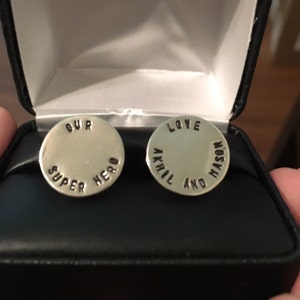 OUR
SUPER HERO
LOVE
AKHIL AND MASON